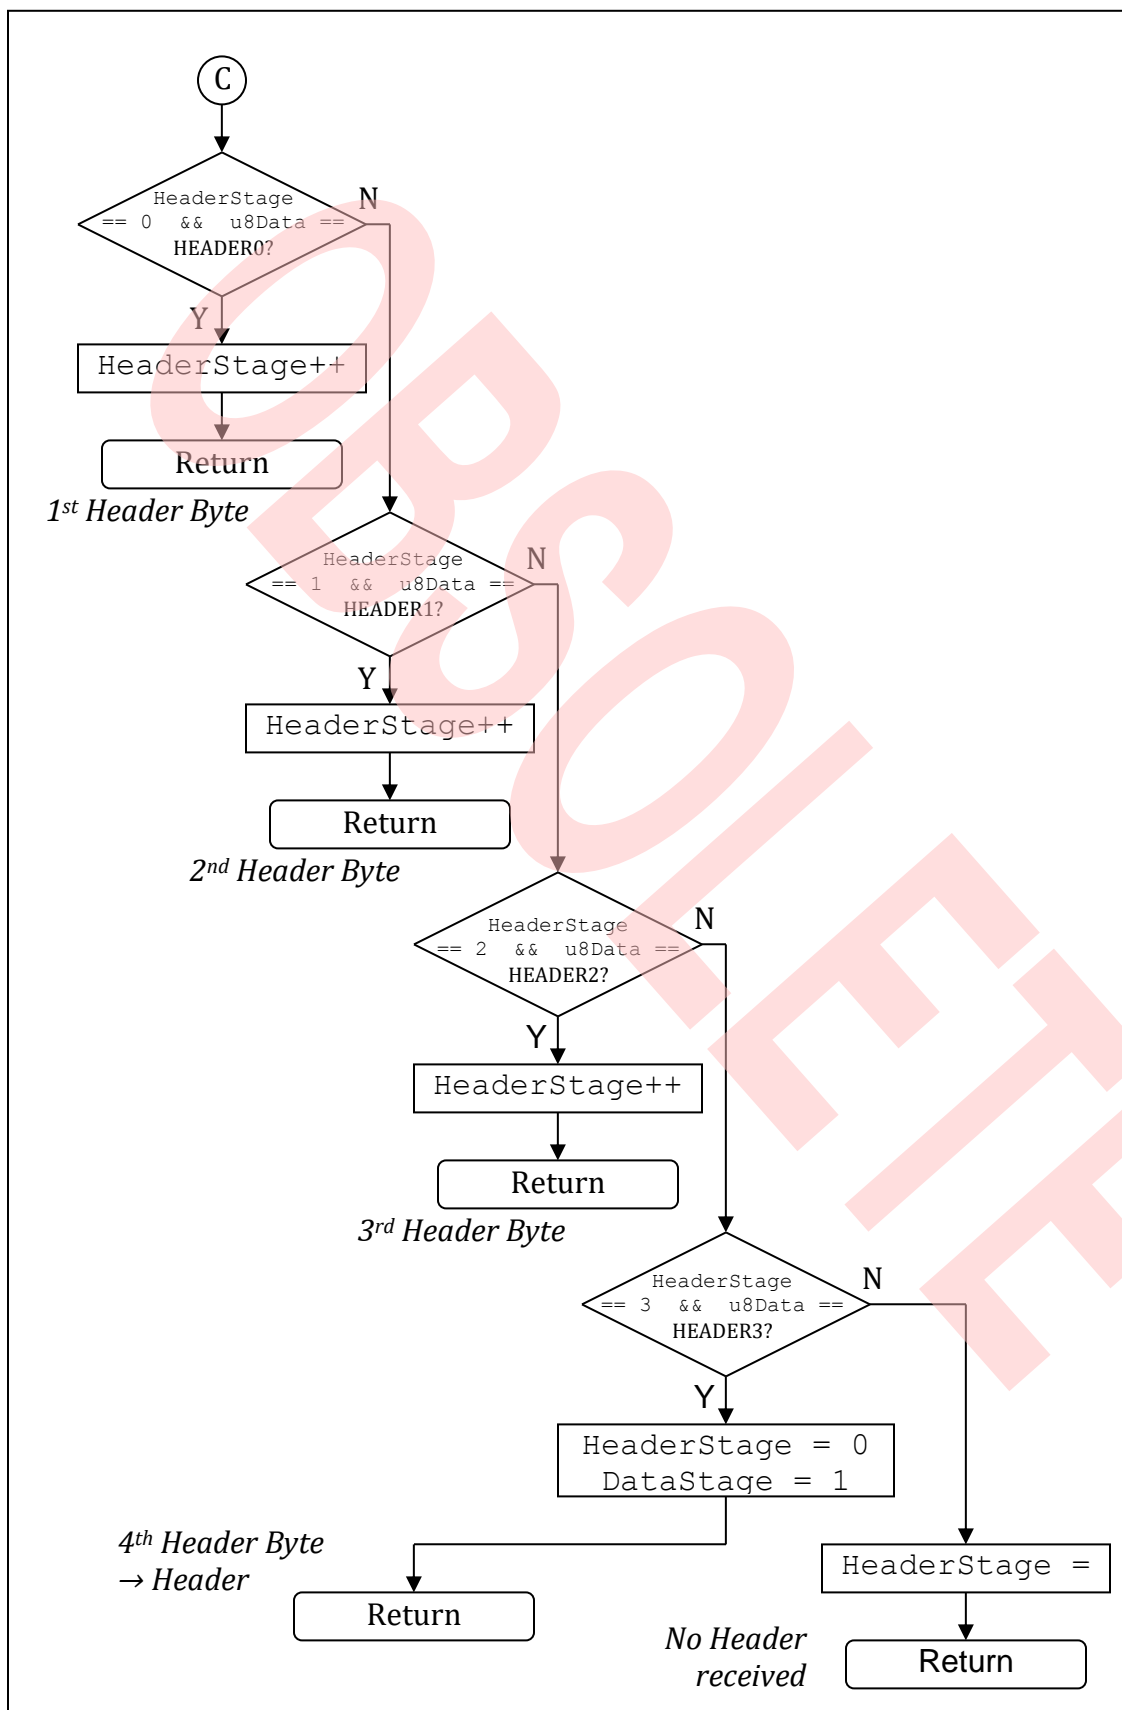 C
HeaderStage
== 0 && u8Data ==
HEADER0?
N
Y
HeaderStage++
Return
1st Header Byte
HeaderStage
== 1 && u8Data ==
HEADER1?
N
Y
HeaderStage++
Return
2nd Header Byte
HeaderStage
== 2 && u8Data ==
HEADER2?
N
Y
HeaderStage++
Return
3rd Header Byte
HeaderStage
== 3 && u8Data ==
HEADER3?
N
Y
HeaderStage = 0
DataStage = 1
4th Header Byte
→ Header
Return
HeaderStage =
No Header
received
Return
OBSOLETE